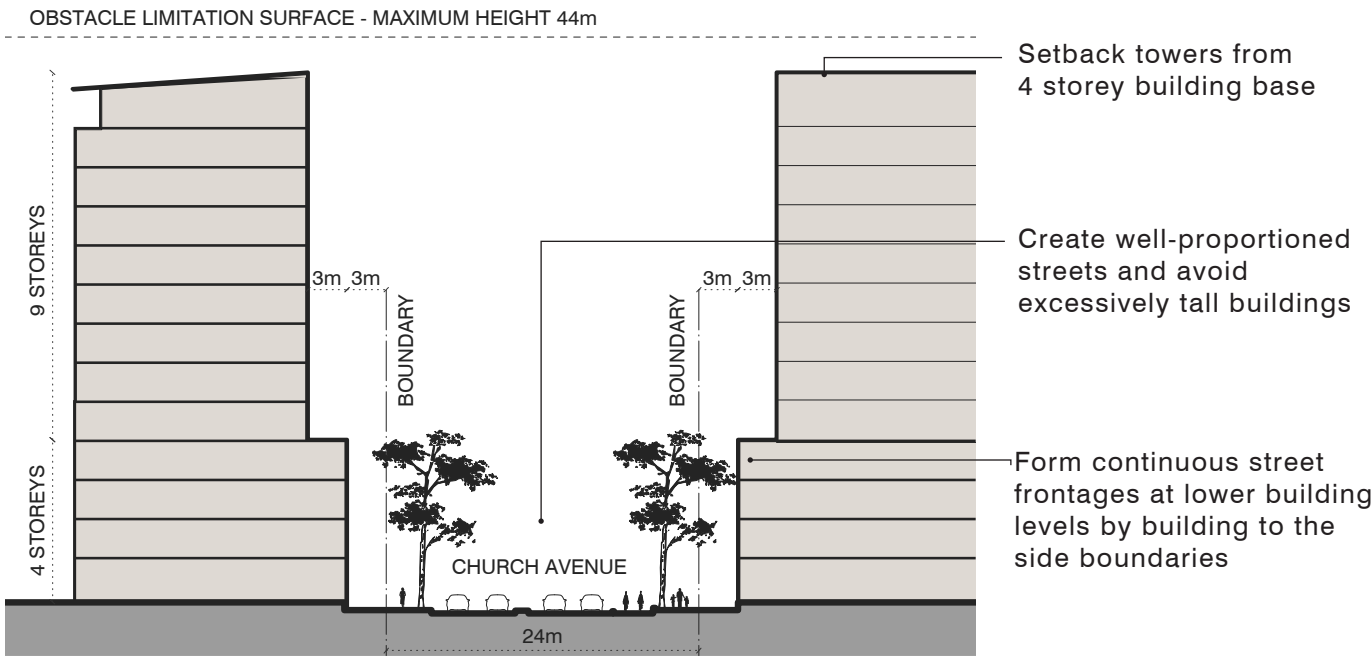 OBSTACLE LIMITATION SURFACE - MAXIMUM HEIGHT 44m
Setback towers from
4 storey building base
9 STOREYS
3m 3m
BOUNDARY
3m 3m
BOUNDARY
Create well-proportioned
streets and avoid
excessively tall buildings
4 STOREYS
CHURCH AVENUE
Form continuous street
frontages at lower building
levels by building to the
side boundaries
24m